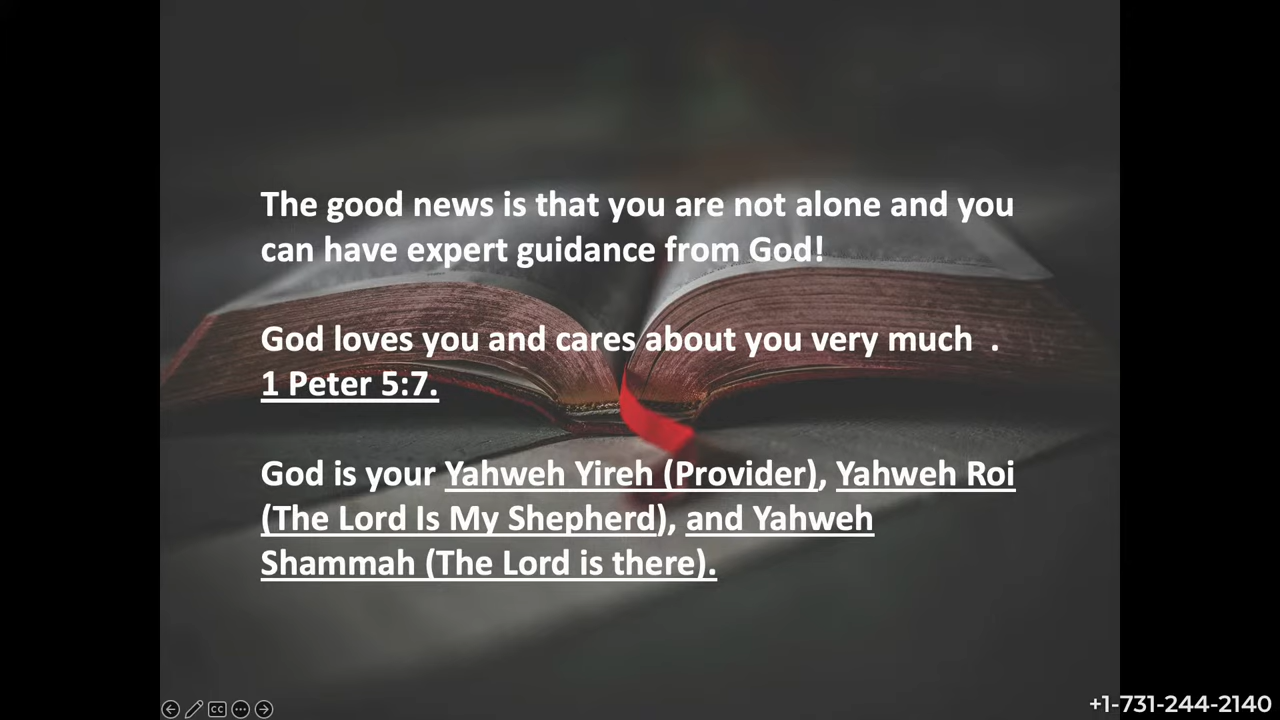 The good news is that you are not alone and you
can have expert guidance from God!
God loves you and cares about you very much  .
1 Peter 5:7.
God is your Yahweh Yireh (Provider), Yahweh Roi
(The Lord Is My Shepherd), and Yahweh
Shammah (The Lord is there).
CC
+1-731-244-2140